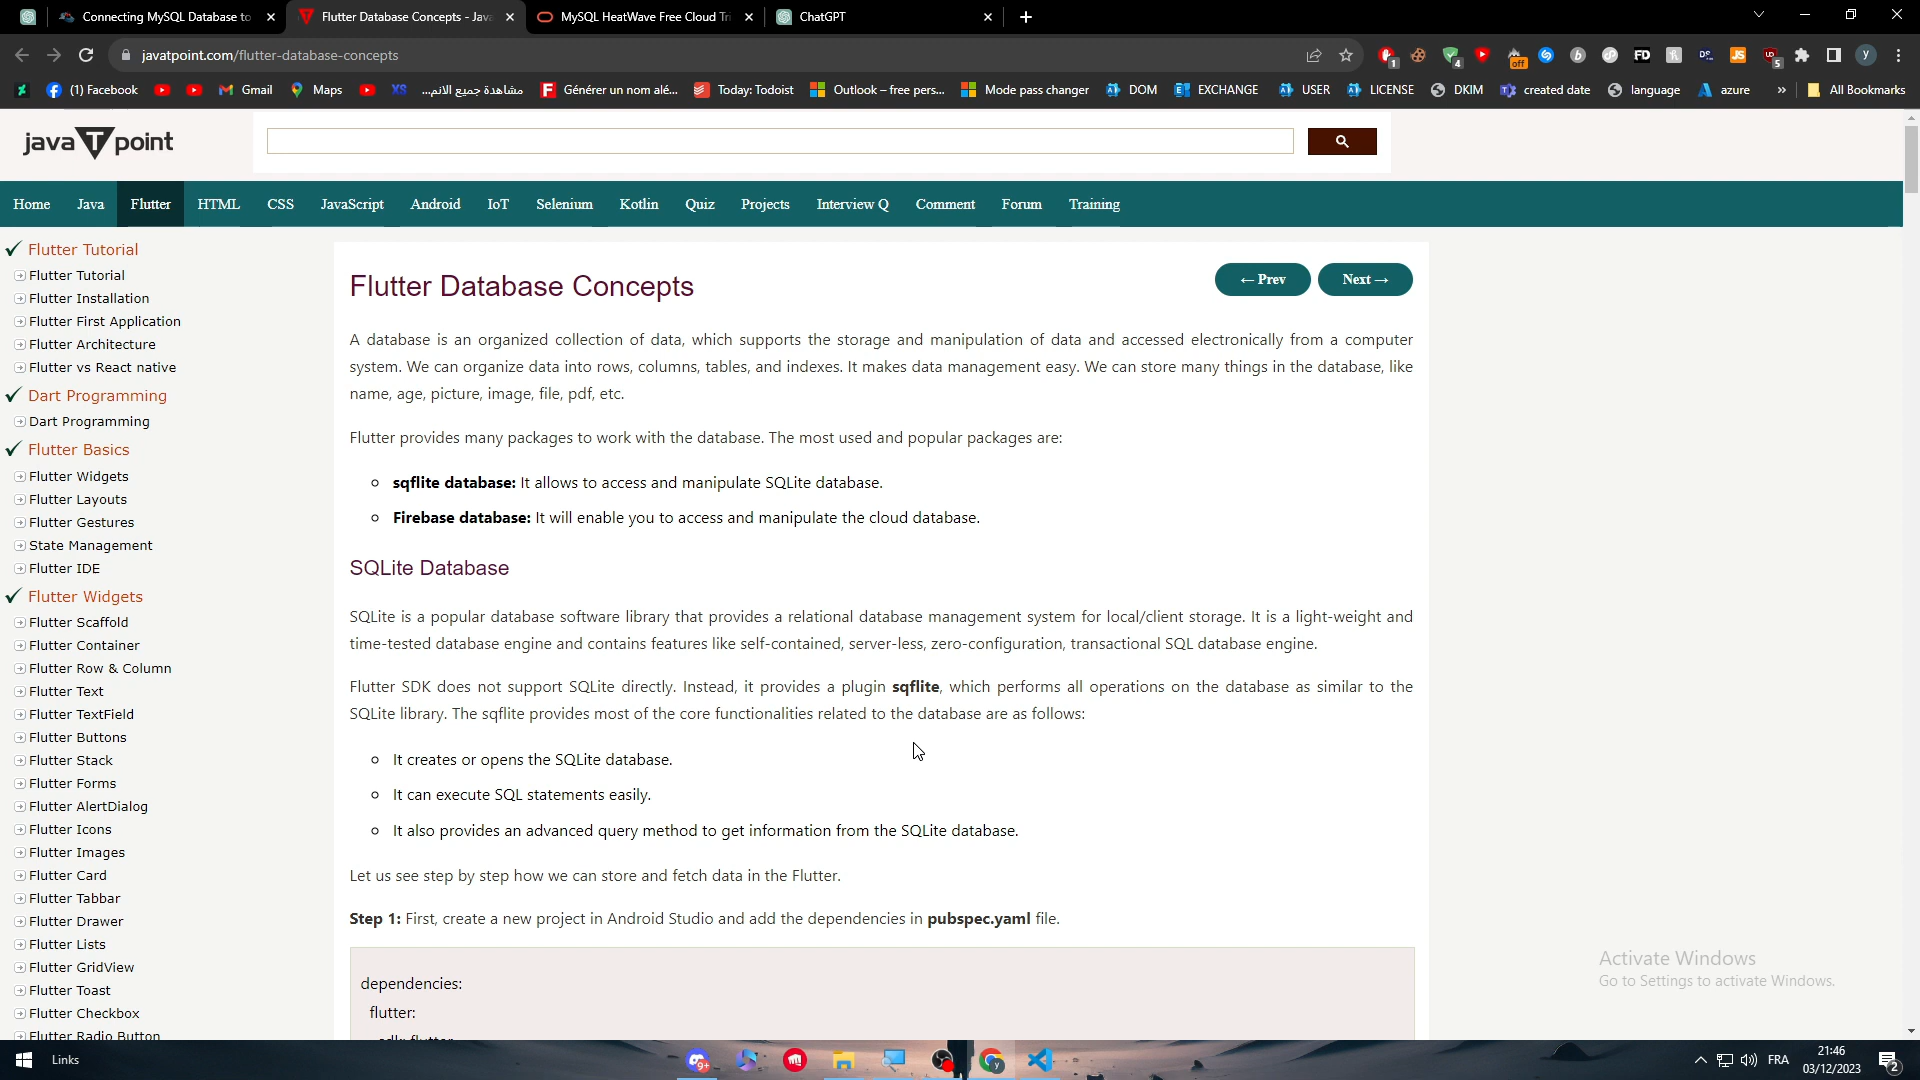 Connecting MySQL Database to
Flutter Database Concepts - Java
MySQL HeatWave Free Cloud Tri
ChatGPT
javatpoint.com/flutter-database-concepts
1
4
off
FD
5
y
(1) Facebook
Gmail
Maps
XS
مشاهدة جميع الانم...
Générer un nom alé...
Today: Todoist
Outlook – free pers...
Mode pass changer
DOM
EXCHANGE
USER
LICENSE
DKIM
created date
language
azure
»
All Bookmarks
javaTpoint
Home
Java
Flutter
HTML
CSS
JavaScript
Android
IoT
Selenium
Kotlin
Quiz
Projects
Interview Q
Comment
Forum
Training
Flutter Tutorial
Flutter Tutorial
Flutter Installation
Flutter First Application
Flutter Architecture
Flutter vs React native
Dart Programming
Dart Programming
Flutter Basics
Flutter Widgets
Flutter Layouts
Flutter Gestures
State Management
Flutter IDE
Flutter Widgets
Flutter Scaffold
Flutter Container
Flutter Row & Column
Flutter Text
Flutter TextField
Flutter Buttons
Flutter Stack
Flutter Forms
Flutter AlertDialog
Flutter Icons
Flutter Images
Flutter Card
Flutter Tabbar
Flutter Drawer
Flutter Lists
Flutter GridView
Flutter Toast
Flutter Checkbox
Flutter Radio Button
Flutter Database Concepts
← Prev
Next →
A database is an organized collection of data, which supports the storage and manipulation of data and accessed electronically from a computer
system. We can organize data into rows, columns, tables, and indexes. It makes data management easy. We can store many things in the database, like
name, age, picture, image, file, pdf, etc.
Flutter provides many packages to work with the database. The most used and popular packages are:
sqflite database: It allows to access and manipulate SQLite database.
Firebase database: It will enable you to access and manipulate the cloud database.
SQLite Database
SQLite is a popular database software library that provides a relational database management system for local/client storage. It is a light-weight and
time-tested database engine and contains features like self-contained, server-less, zero-configuration, transactional SQL database engine.
Flutter SDK does not support SQLite directly. Instead, it provides a plugin sqflite, which performs all operations on the database as similar to the
SQLite library. The sqflite provides most of the core functionalities related to the database are as follows:
It creates or opens the SQLite database.
It can execute SQL statements easily.
It also provides an advanced query method to get information from the SQLite database.
Let us see step by step how we can store and fetch data in the Flutter.
Step 1: First, create a new project in Android Studio and add the dependencies in pubspec.yaml file.
dependencies:
flutter:
sdk: flutter
Activate Windows
Go to Settings to activate Windows.
Links
9+
FRA
21:46
03/12/2023
2